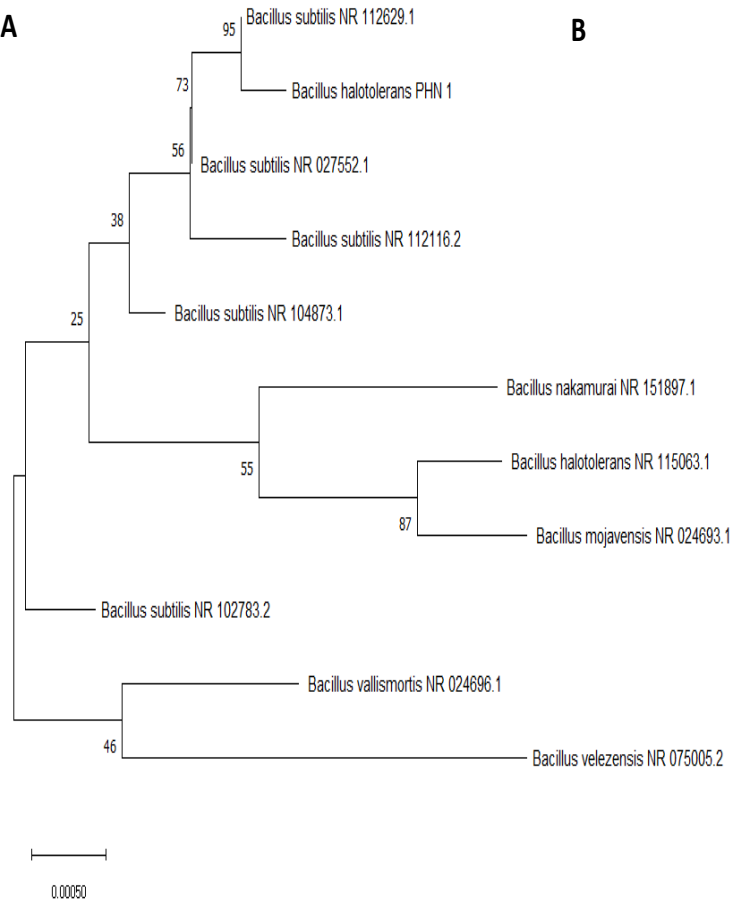 A
B
Bacillus subtilis NR 112629.1
95
Bacillus halotolerans PHN 1
73
56
Bacillus subtilis NR 027552.1
38
Bacillus subtilis NR 112116.2
Bacillus subtilis NR 104873.1
25
Bacillus nakamurai NR 151897.1
55
Bacillus halotolerans NR 115063.1
87
Bacillus mojavensis NR 024693.1
Bacillus subtilis NR 102783.2
Bacillus vallismortis NR 024696.1
46
Bacillus velezensis NR 075005.2
0.00050